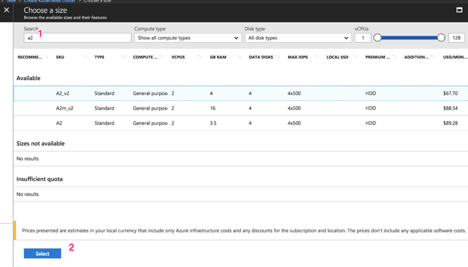 New > Create Kubernetes cluster > Choose a size
Choose a size
Browse the available sizes and their features
Search
1
Compute type
Disk type
vCPUs
a2
Show all compute types
All disk types
1
128
RECOMME...
SKU
TYPE
COMPUTE ...
VCPUS
GB RAM
DATA DISKS
MAX IOPS
LOCAL SSD
PREMIUM ...
ADDITION...
USD/MON...
Available
A2_v2 Standard General purpos 2 4 4 4x500 HDD $67.70
A2m_v2 Standard General purpos 2 16 4 4x500 HDD $88.54
A2 Standard General purpos 2 3.5 4 4x500 HDD $89.28
Sizes not available
No results
Insufficient quota
No results
Prices presented are estimates in your local currency that include only Azure infrastructure costs and any discounts for the subscription and location. The prices don't include any applicable software costs.
2
Select